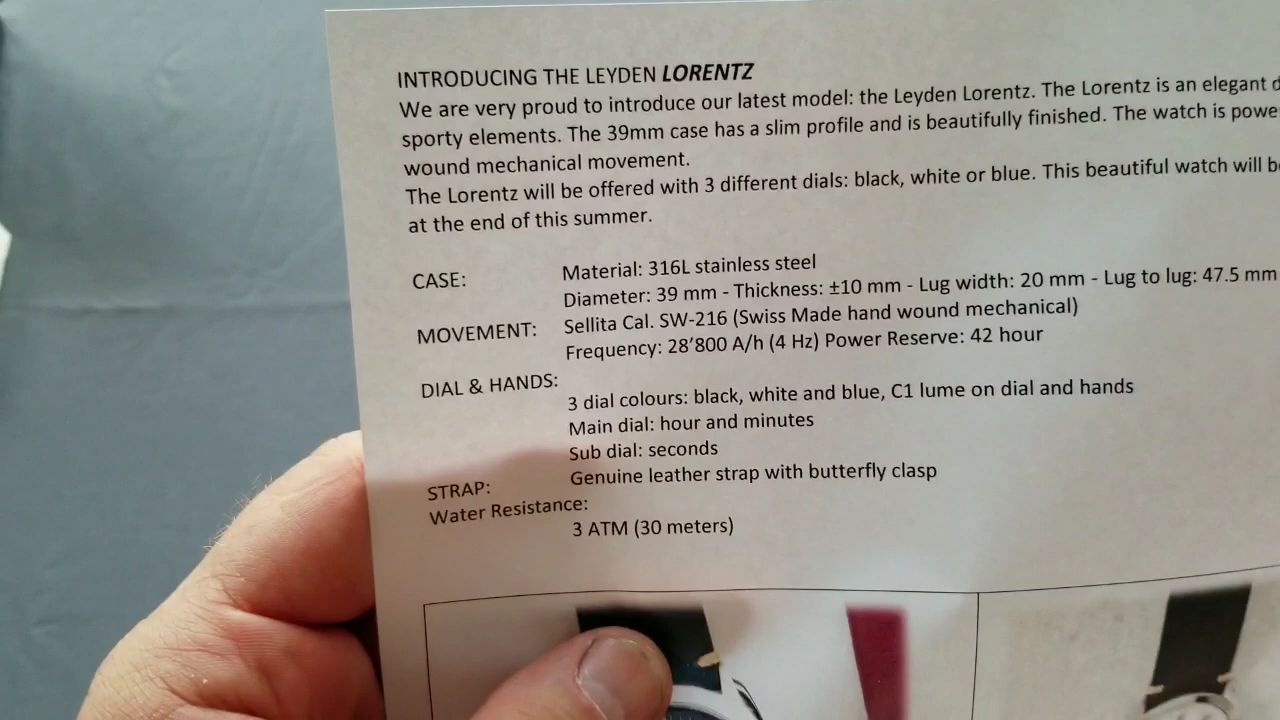 INTRODUCING THE LEYDEN LORENTZ
We are very proud to introduce our latest model: the Leyden Lorentz. The Lorentz is an elegant
sporty elements. The 39mm case has a slim profile and is beautifully finished. The watch is
wound mechanical movement.
The Lorentz will be offered with 3 different dials: black, white or blue. This beautiful watch will
at the end of this summer.
CASE:
Material: 316L stainless steel
Diameter: 39 mm - Thickness: ±10 mm - Lug width: 20 mm - Lug to lug: 47.5 mm
MOVEMENT:
Sellita Cal. SW-216 (Swiss Made hand wound mechanical)
Frequency: 28’800 A/h (4 Hz) Power Reserve: 42 hour
DIAL & HANDS:
3 dial colours: black, white and blue, C1 lume on dial and hands
Main dial: hour and minutes
Sub dial: seconds
STRAP:
Genuine leather strap with butterfly clasp
Water Resistance:
3 ATM (30 meters)